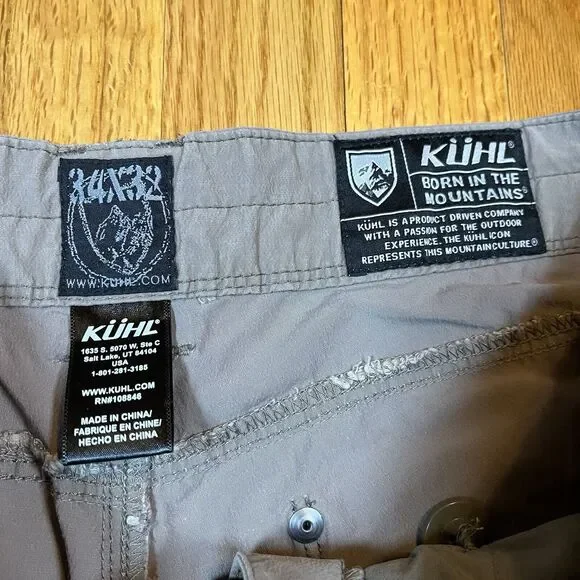 34X32
WWW.KUHL.COM
KÜHL®
BORN IN THE
MOUNTAINS®
KÜHL IS A PRODUCT DRIVEN COMPANY
WITH A PASSION FOR THE OUTDOOR
EXPERIENCE. THE KÜHL ICON
REPRESENTS THIS MOUNTAINCULTURE®
KÜHL®
1635 S. 5070 W. Ste C
Salt Lake, UT 84104
USA
1-801-281-3185
WWW.KUHL.COM
RN#108846
MADE IN CHINA/
FABRIQUE EN CHINE/
HECHO EN CHINA